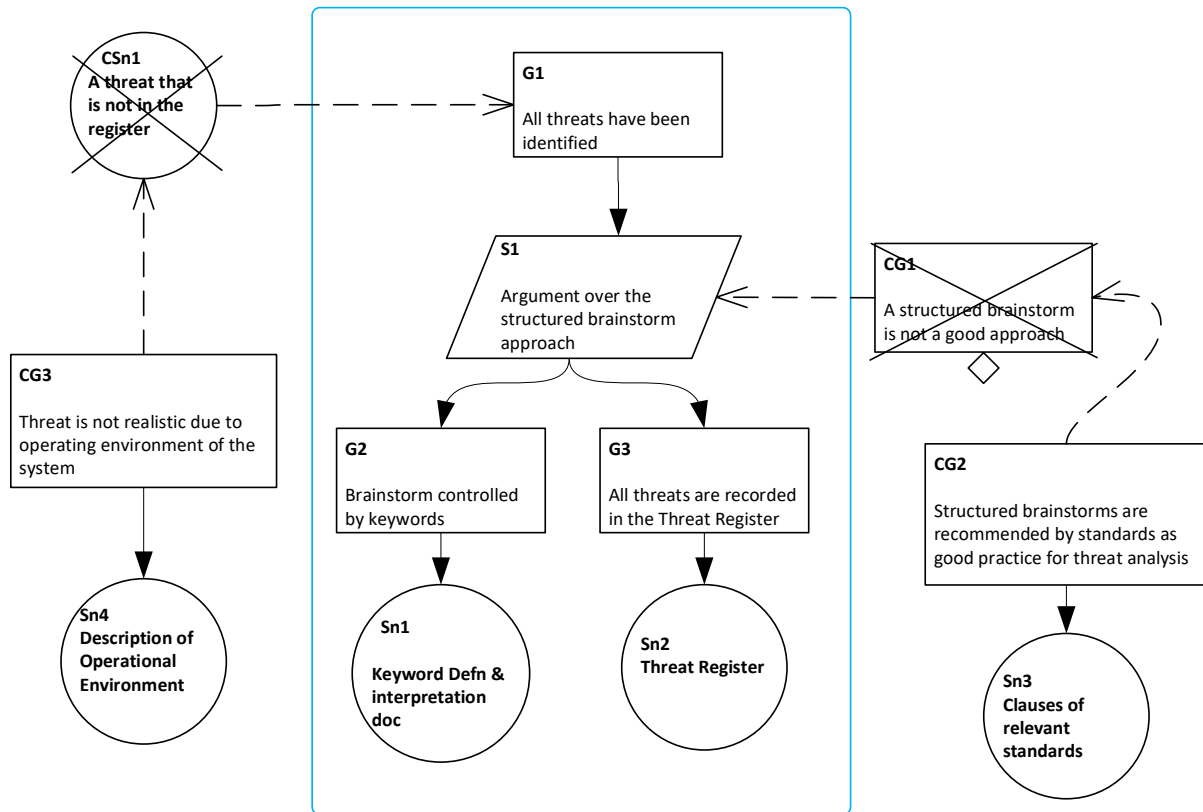 CSn1
A threat that
is not in the
register
G1
All threats have been
identified
S1
Argument over the
structured brainstorm
approach
CG1
A structured brainstorm
is not a good approach
CG3
Threat is not realistic due to
operating environment of the
system
G2
Brainstorm controlled
by keywords
G3
All threats are recorded
in the Threat Register
CG2
Structured brainstorms are
recommended by standards as
good practice for threat analysis
Sn4
Description of
Operational
Environment
Sn1
Keyword Defn &
interpretation
doc
Sn2
Threat Register
Sn3
Clauses of
relevant
standards